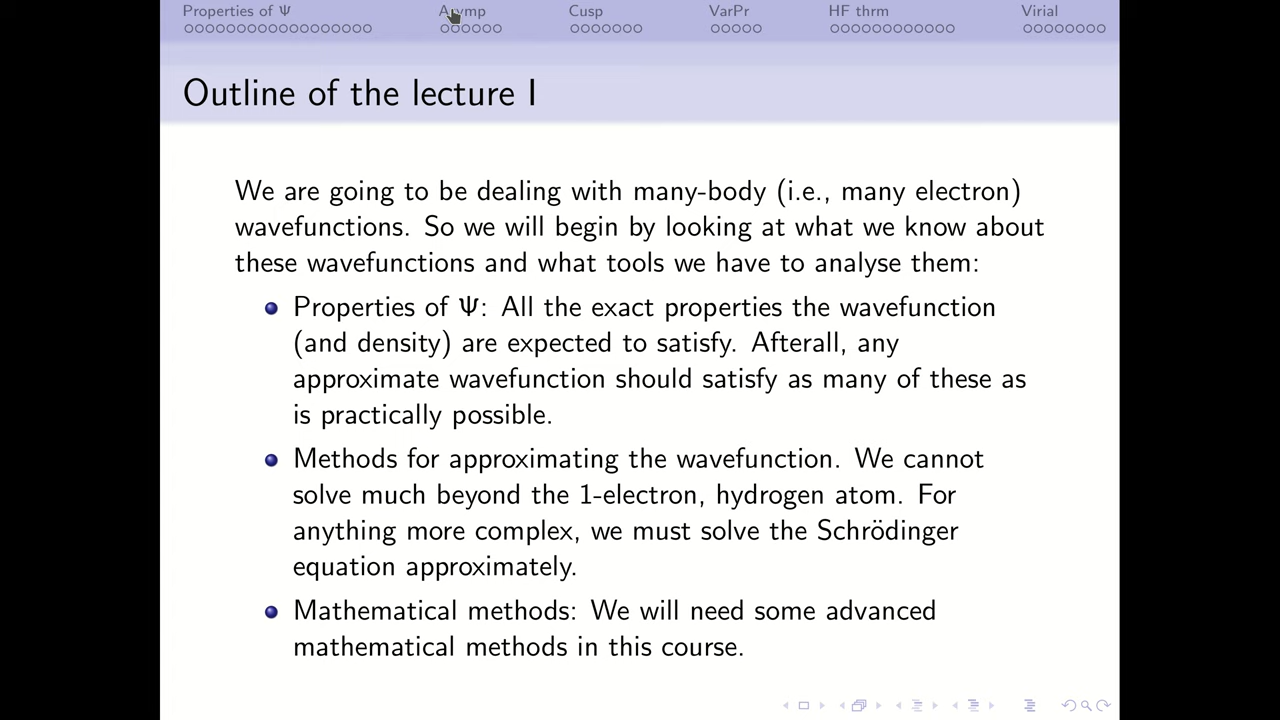 Properties of Ψ Asymp Cusp VarPr HF thrm Virial
Outline of the lecture I
We are going to be dealing with many-body (i.e., many electron)
wavefunctions. So we will begin by looking at what we know about
these wavefunctions and what tools we have to analyse them:
Properties of Ψ: All the exact properties the wavefunction
(and density) are expected to satisfy. Afterall, any
approximate wavefunction should satisfy as many of these as
is practically possible.
Methods for approximating the wavefunction. We cannot
solve much beyond the 1-electron, hydrogen atom. For
anything more complex, we must solve the Schrödinger
equation approximately.
Mathematical methods: We will need some advanced
mathematical methods in this course.